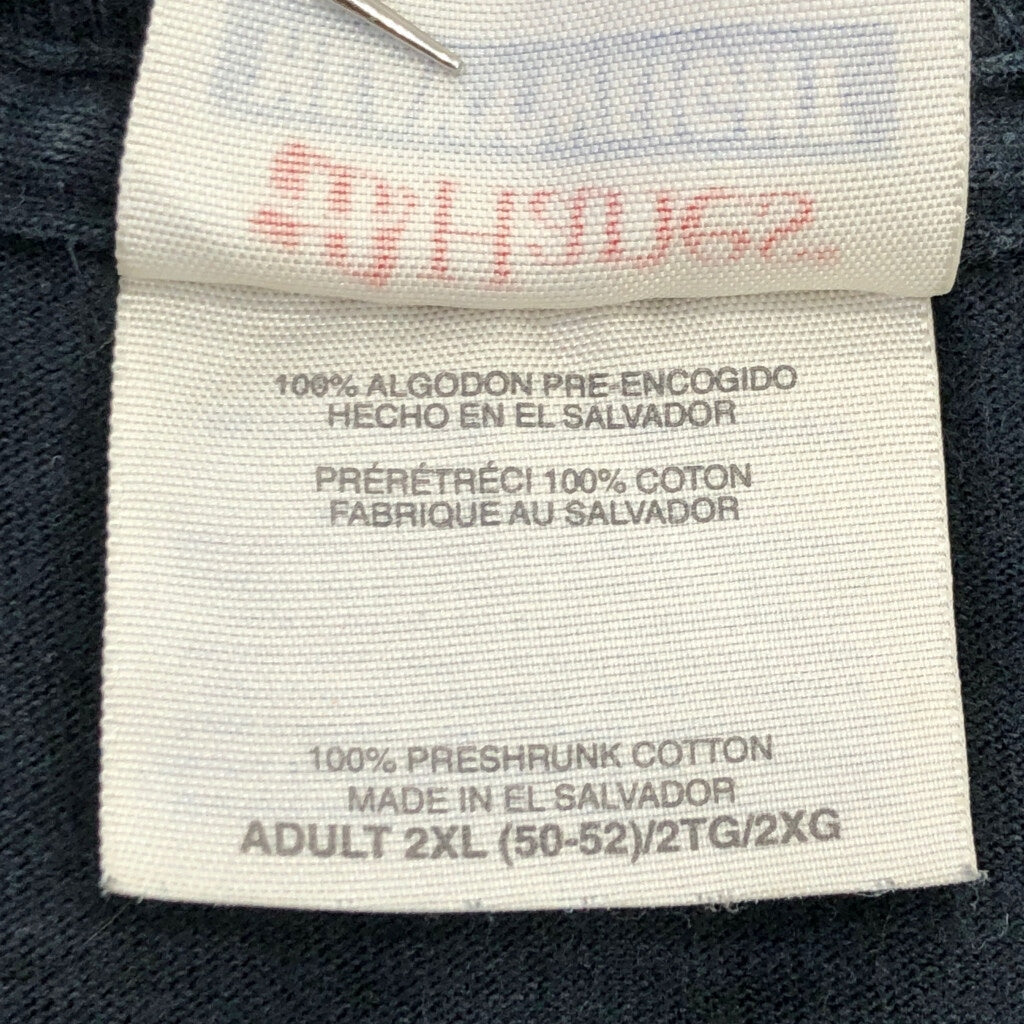 100% ALGODON PRE-ENCOGIDO
HECHO EN EL SALVADOR
PRÉRÉTRÉCI 100% COTON
FABRIQUE AU SALVADOR
100% PRESHRUNK COTTON
MADE IN EL SALVADOR
ADULT 2XL (50-52)/2TG/2XG